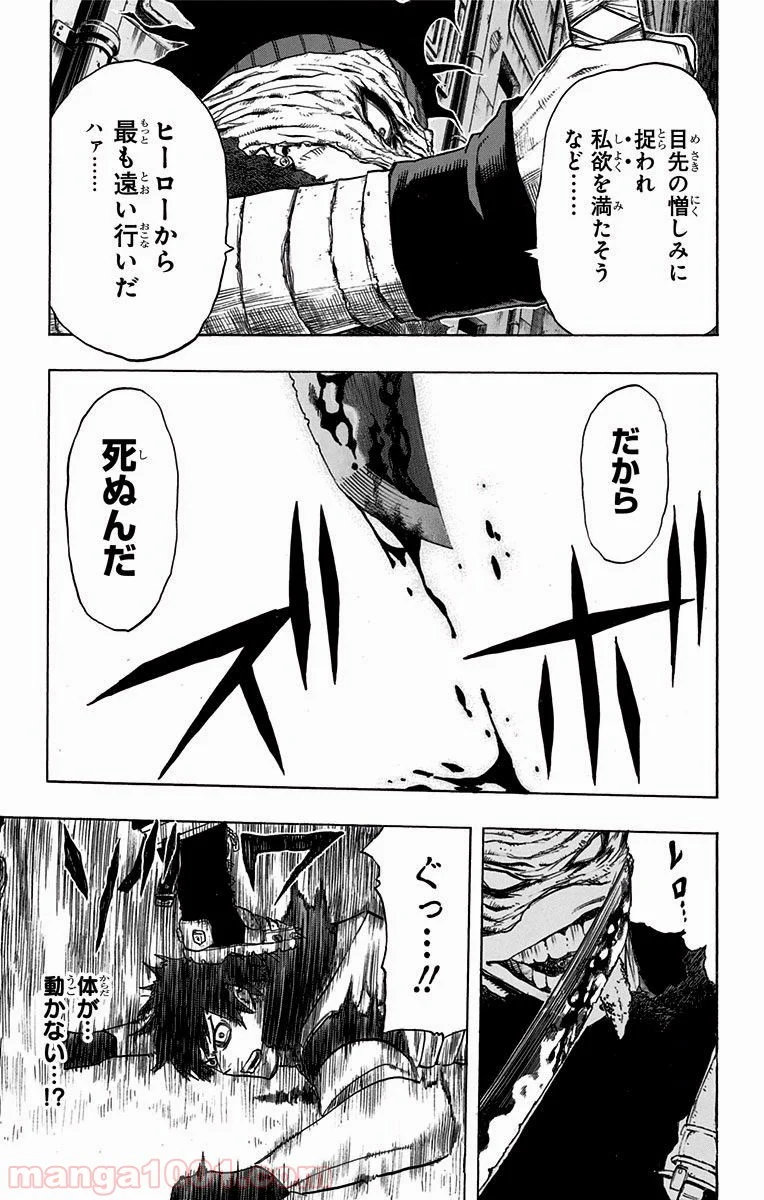 目先の憎しみに
捉われ
私欲を満たそう
など……
ヒーローから
最も遠い行いだ
ハァ……
だから
ズボ
死ぬんだ
レロ…
ぐっ…!!
体が…
動かない…!?
manga1001.com